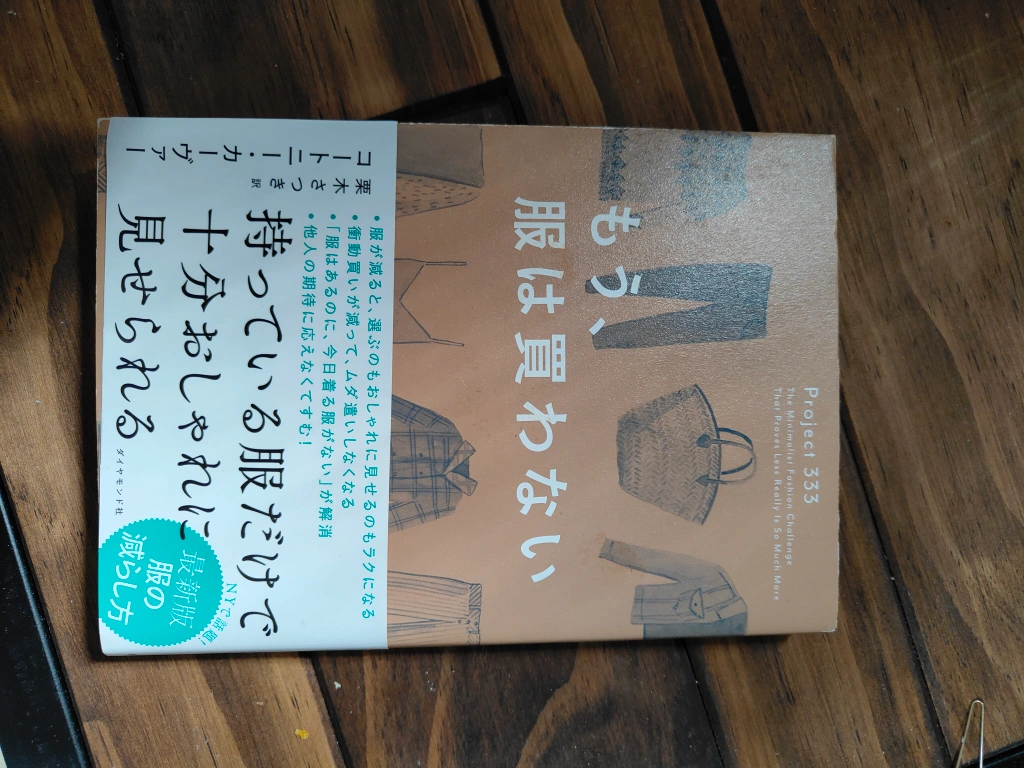 Project 333
The Minimalist Fashion Challenge
That Proves Less Really Is So Much More
もう、
服は買わない
コートニー・カーヴァー
栗木さつき 訳
・服が減ると、選ぶのもおしゃれに見せるのもラクになる
・衝動買いが減って、ムダ遣いしなくなる
・「服はあるのに、今日着る服がない」が解消
・他人の期待に応えなくてすむ!
持っている服だけで
十分おしゃれに
見せられる
NYで話題!
最新版
服の
減らし方
ダイヤモンド社